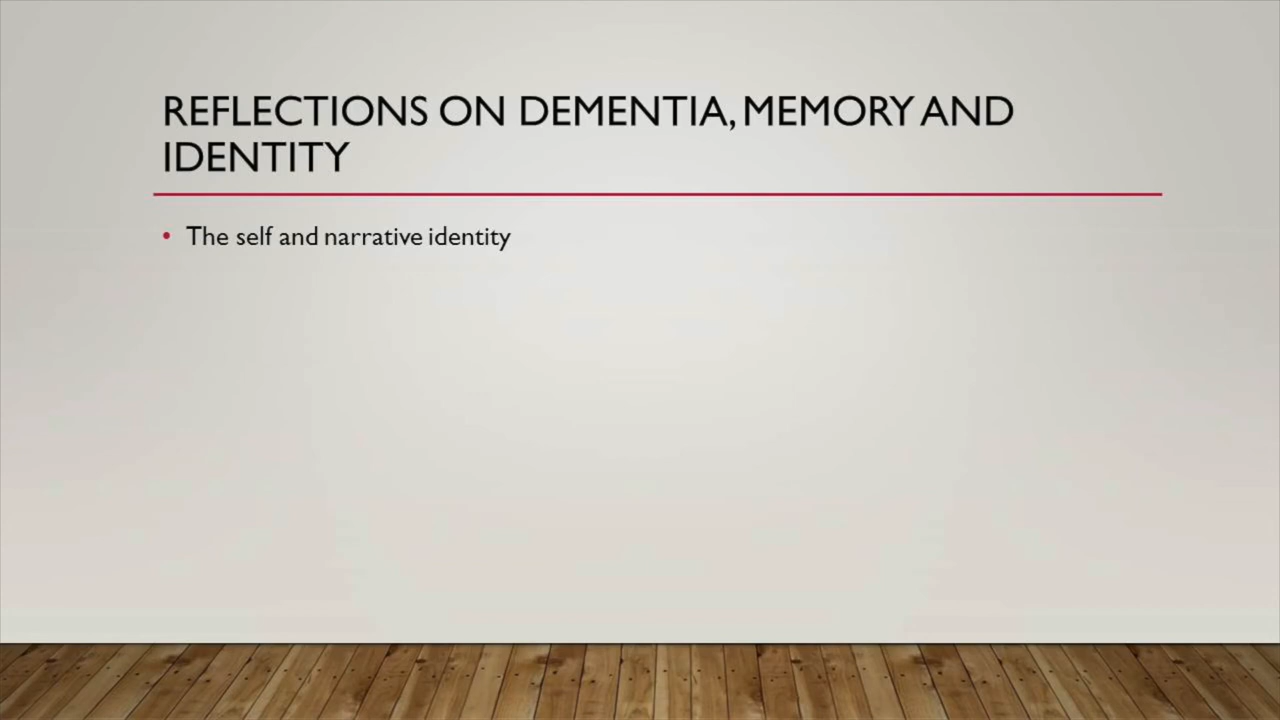 REFLECTIONS ON DEMENTIA, MEMORY AND
IDENTITY
• The self and narrative identity